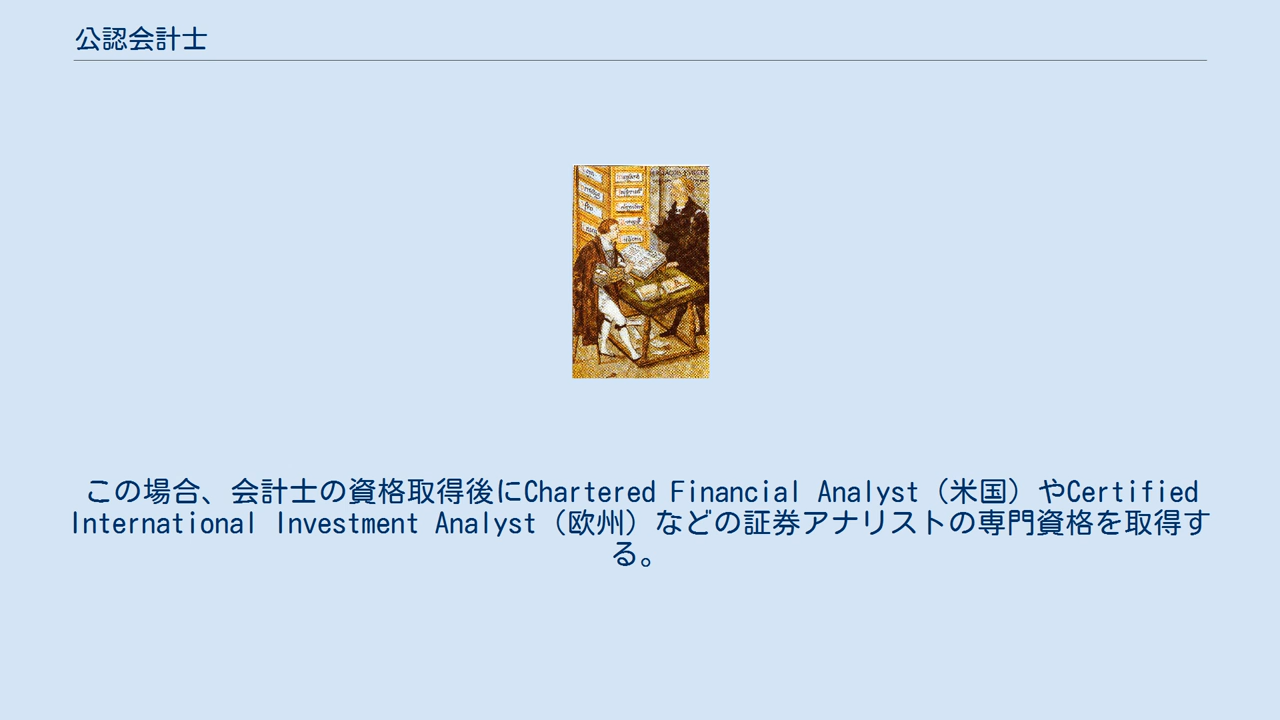 公認会計士
この場合、会計士の資格取得後にChartered Financial Analyst（米国）やCertified
International Investment Analyst（欧州）などの証券アナリストの専門資格を取得す
る。